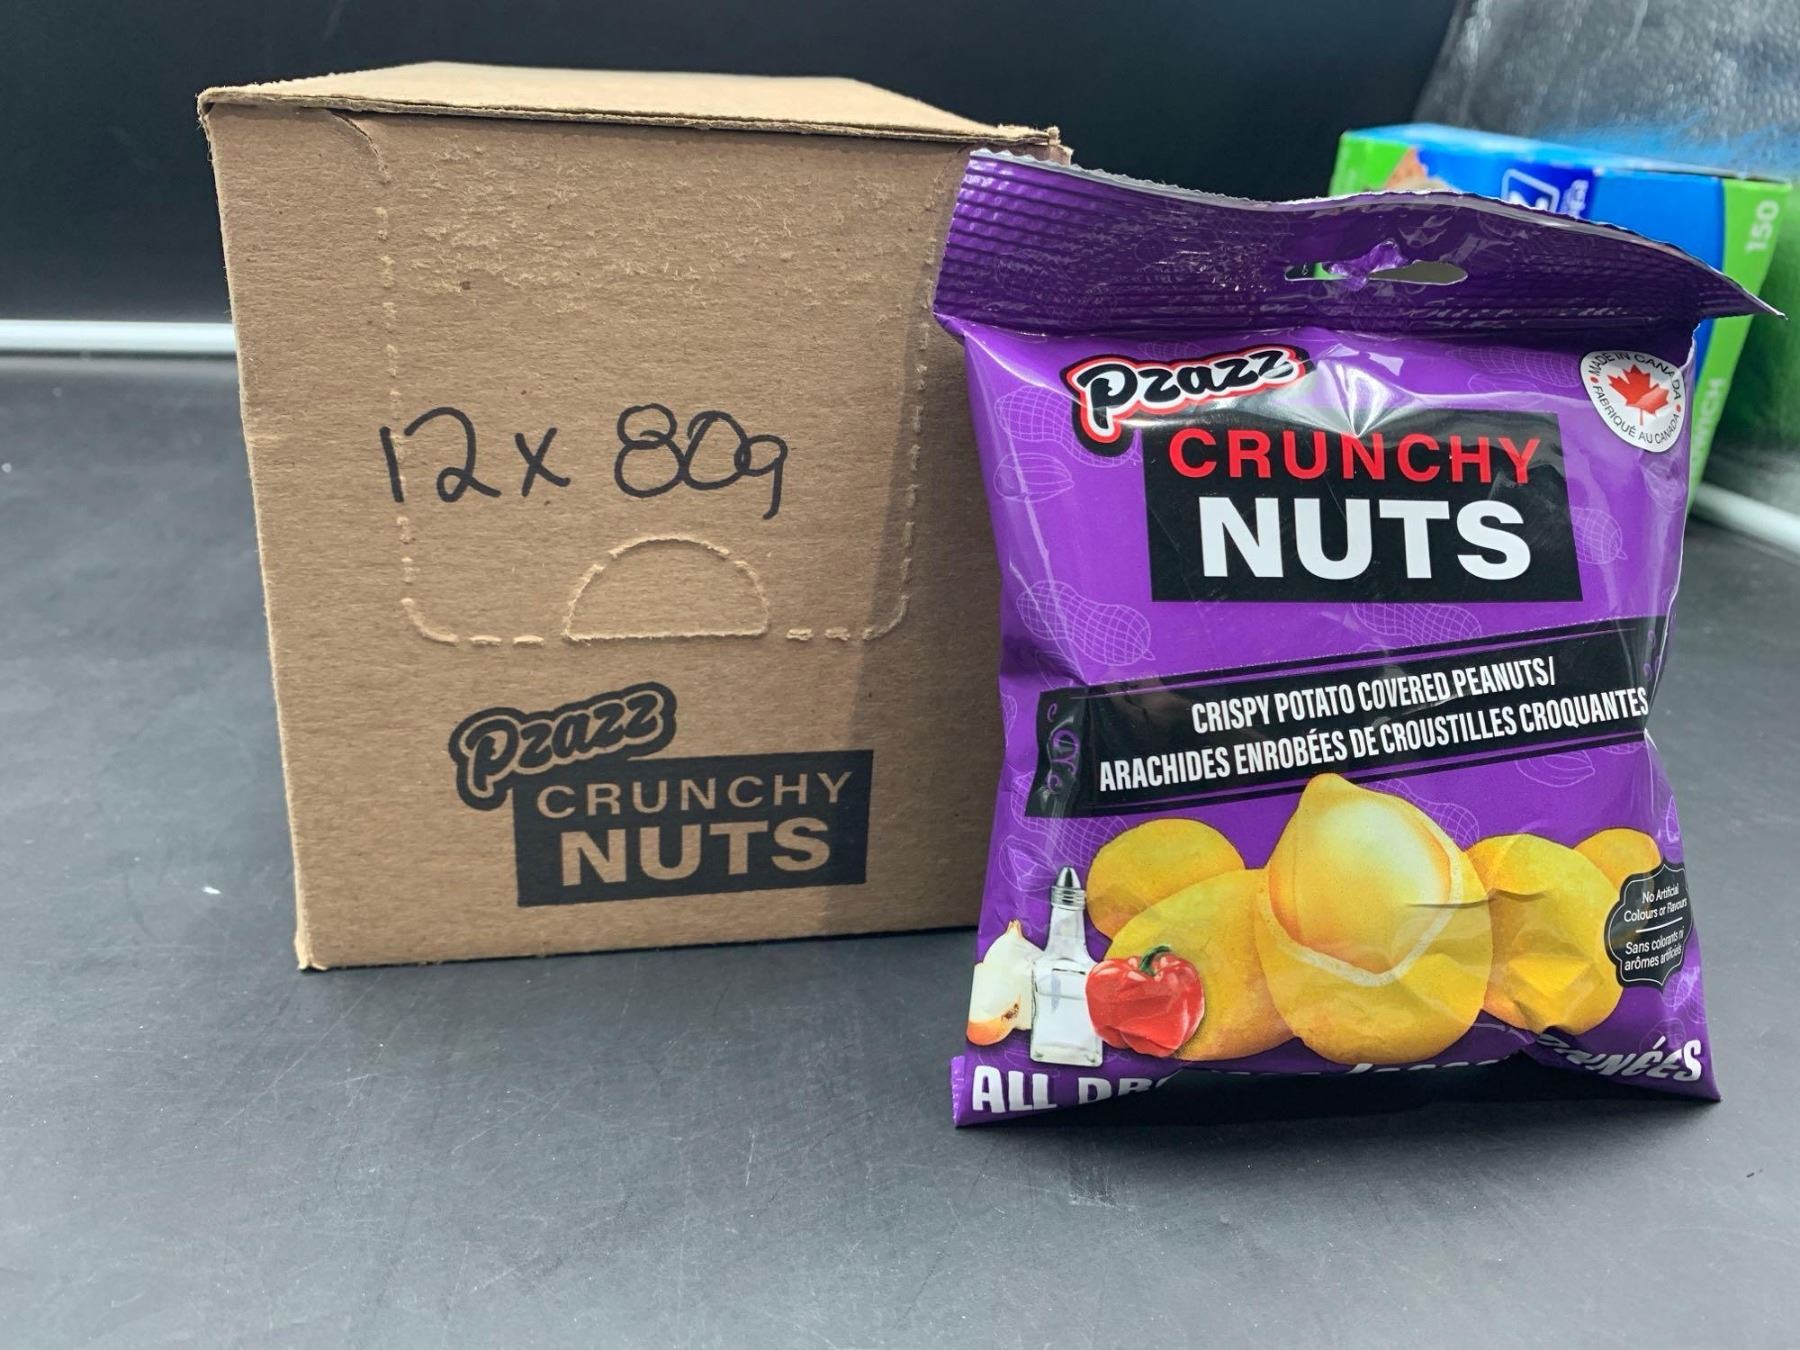 12 x 80g
Pzazz
CRUNCHY
NUTS
Pzazz
CRUNCHY
NUTS
MADE IN CANADA
FABRIQUÉ AU CANADA
CRISPY POTATO COVERED PEANUTS/
ARACHIDES ENROBÉES DE CROUSTILLES CROQUANTES
No Artificial
Colours or Flavours
Sans colorants ni
arômes artificiels
ALL
150